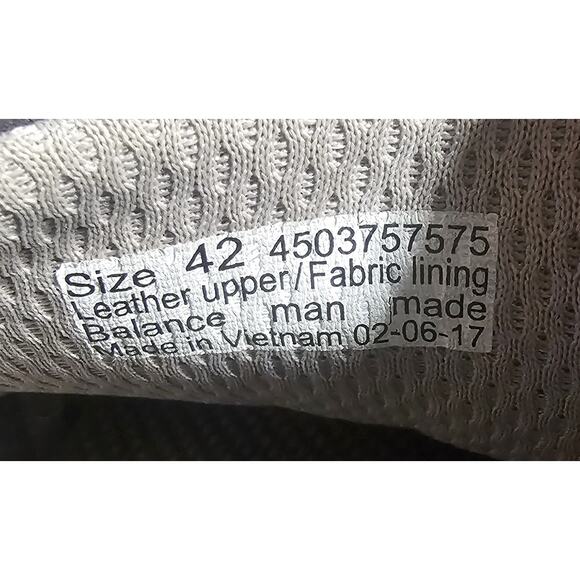 Size 42 4503757575
Leather upper/Fabric lining
Balance man made
Made in Vietnam 02-06-17